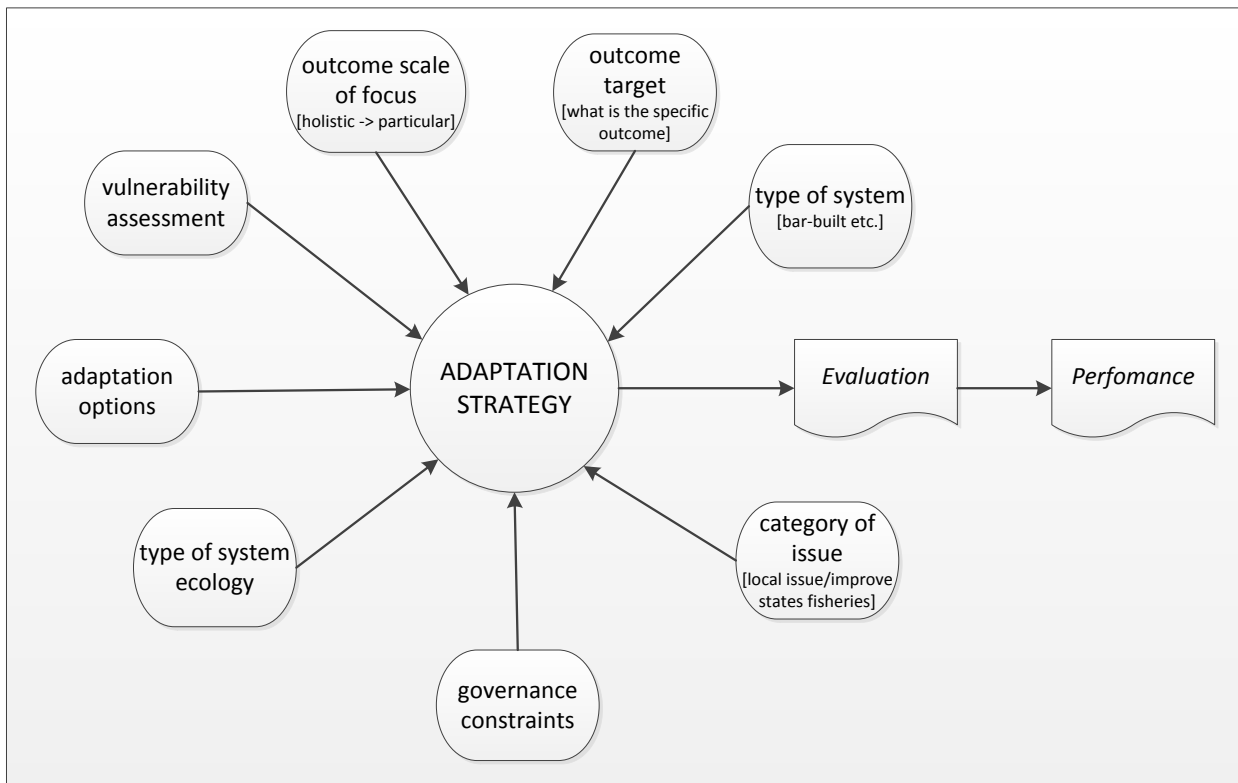 outcome scale
of focus
[holistic -> particular]
outcome
target
[what is the specific
outcome]
vulnerability
assessment
type of system
[bar-built etc.]
adaptation
options
ADAPTATION
STRATEGY
Evaluation
Perfomance
type of system
ecology
category of
issue
[local issue/improve
states fisheries]
governance
constraints